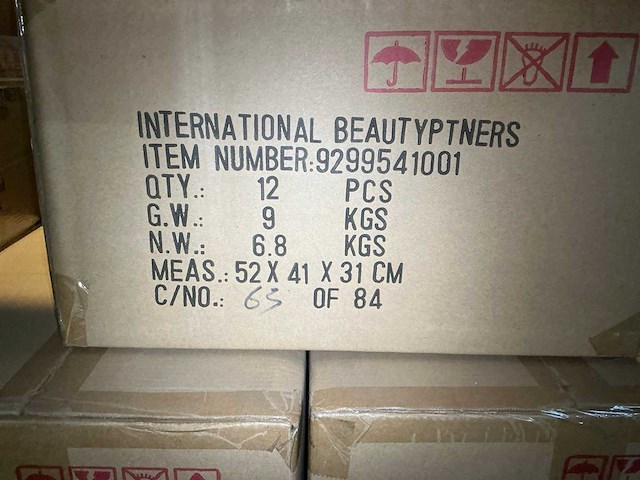 INTERNATIONAL BEAUTYPTNERS
ITEM NUMBER:9299541001
QTY.: 12 PCS
G.W.: 9 KGS
N.W.: 6.8 KGS
MEAS.: 52 X 41 X 31 CM
C/NO.: 63 OF 84